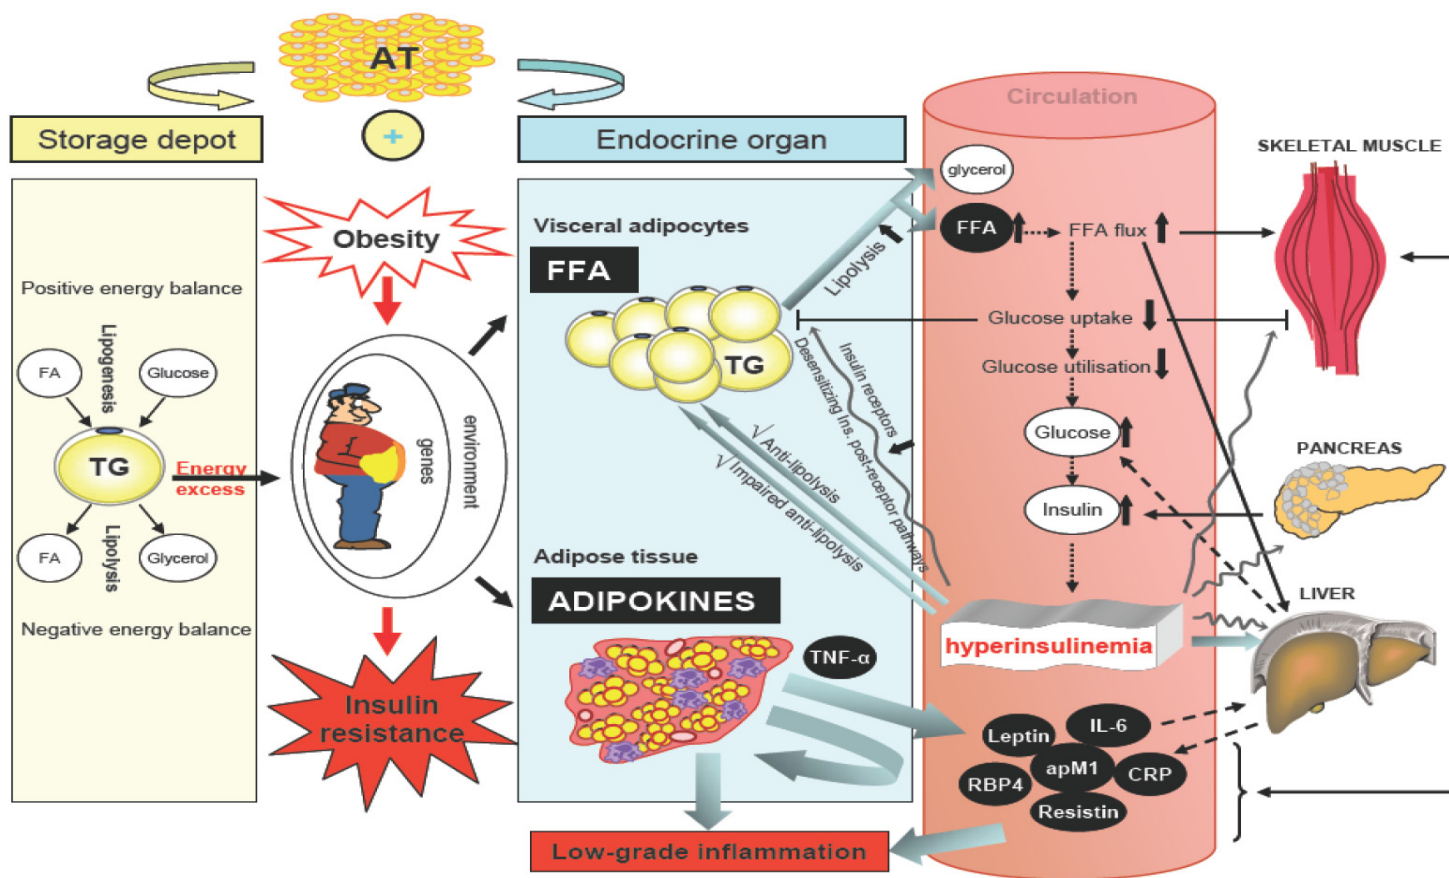 AT
+
Storage depot
Endocrine organ
Circulation
Positive energy balance
Lipogenesis
FA
Glucose
TG
Energy
excess
FA
Lipolysis
Glycerol
Negative energy balance
Obesity
genes
environment
Insulin
resistance
Visceral adipocytes
FFA
TG
Lipolysis
Insulin receptors
Desensitizing Ins. post-receptor pathways
√ Anti-lipolysis
√ Impaired anti-lipolysis
Adipose tissue
ADIPOKINES
TNF-α
Low-grade inflammation
glycerol
FFA
FFA flux
Glucose uptake
Glucose utilisation
Glucose
Insulin
hyperinsulinemia
Leptin
IL-6
apM1
CRP
RBP4
Resistin
SKELETAL MUSCLE
PANCREAS
LIVER